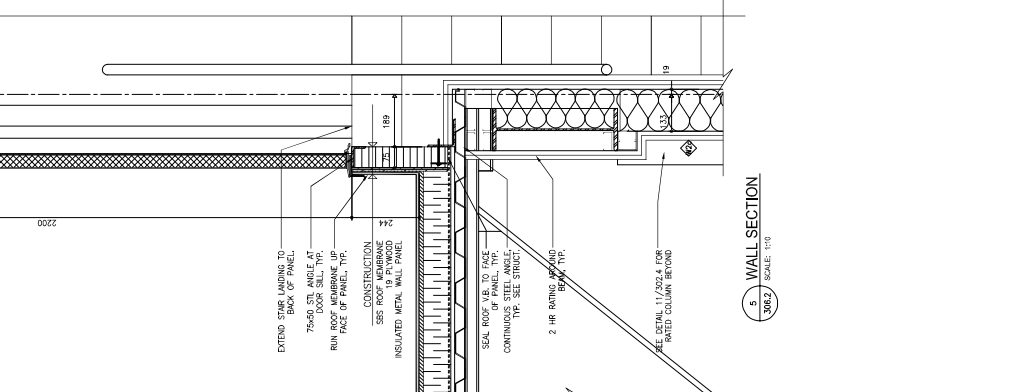 EXTEND STAIR LANDING TO
BACK OF PANEL.
75x50 STL ANGLE AT
DOOR SILL, TYP.
RUN ROOF MEMBRANE UP
FACE OF PANEL, TYP.
CONSTRUCTION
SBS ROOF MEMBRANE
19 PLYWOOD
INSULATED METAL WALL PANEL
SEAL ROOF V.B. TO FACE
OF PANEL, TYP.
CONTINUOUS STEEL ANGLE,
TYP. SEE STRUCT.
2 HR RATING AROUND
BEAM, TYP.
SEE DETAIL 11/302.4 FOR
RATED COLUMN BEYOND
2200
244
189
75
19
133
5
306.2
WALL SECTION
SCALE: 1:10